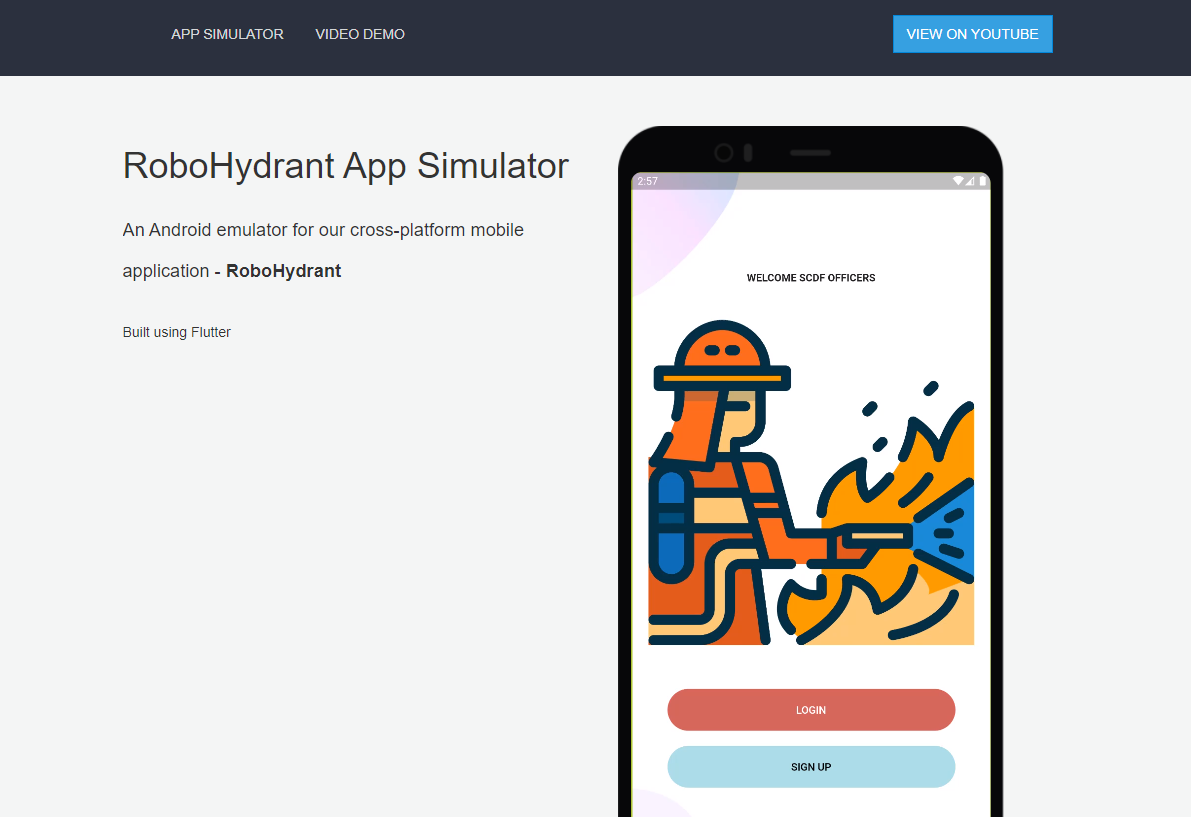 APP SIMULATOR VIDEO DEMO VIEW ON YOUTUBE
RoboHydrant App Simulator
An Android emulator for our cross-platform mobile
application - RoboHydrant
Built using Flutter
2:57
WELCOME SCDF OFFICERS
LOGIN
SIGN UP